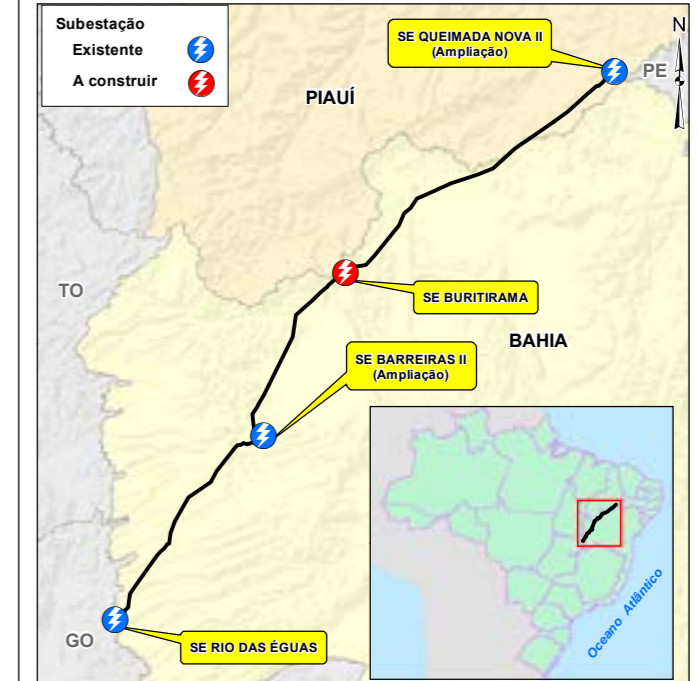 Subestação
Existente
A construir
SE QUEIMADA NOVA II
(Ampliação)
N
PE
PIAUÍ
TO
SE BURITIRAMA
BAHIA
SE BARREIRAS II
(Ampliação)
GO
SE RIO DAS ÉGUAS
Oceano Atlântico